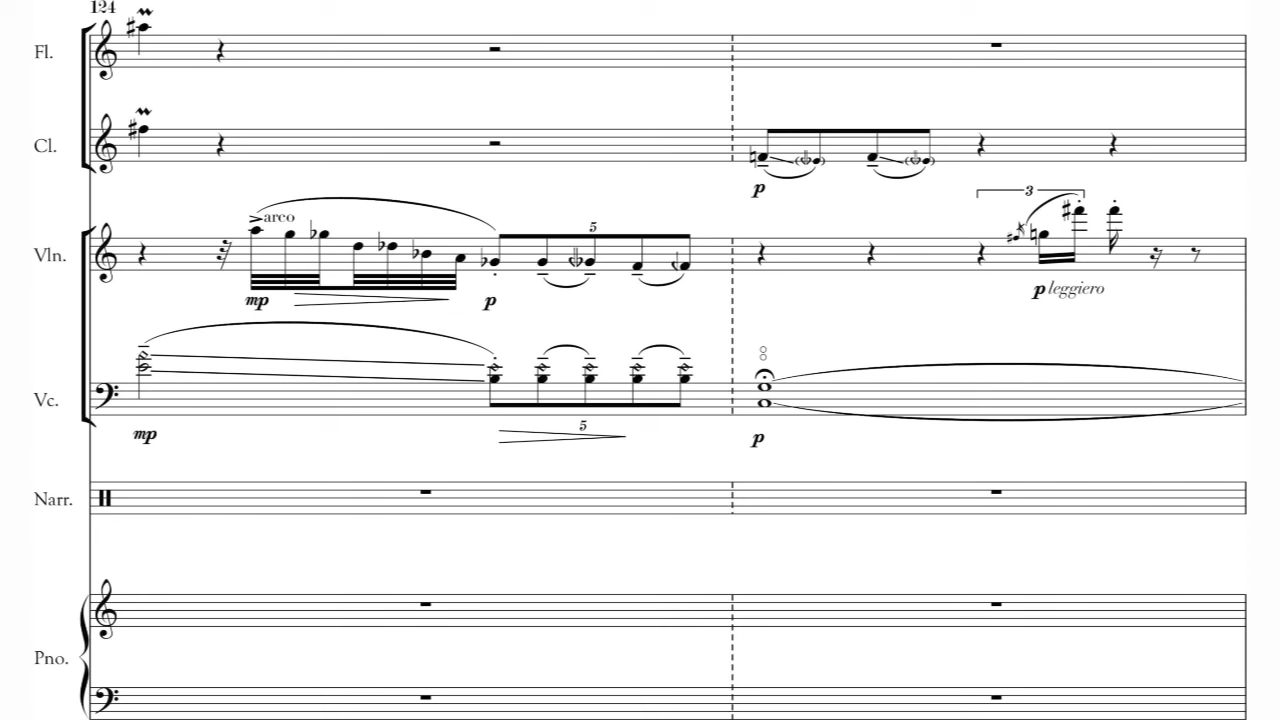 124
Fl.
Cl.
p
3
Vln.
arco
5
mp
p
p leggiero
Vc.
mp
5
p
Narr.
Pno.